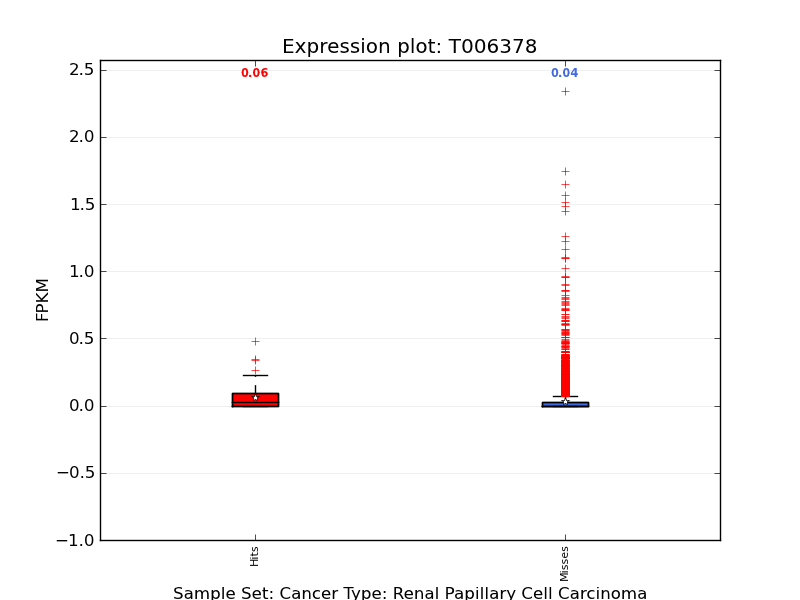 Expression plot: T006378
0.06 0.04
2.5
2.0
1.5
1.0
0.5
0.0
−0.5
−1.0
FPKM
Hits Misses
Sample Set: Cancer Type: Renal Papillary Cell Carcinoma